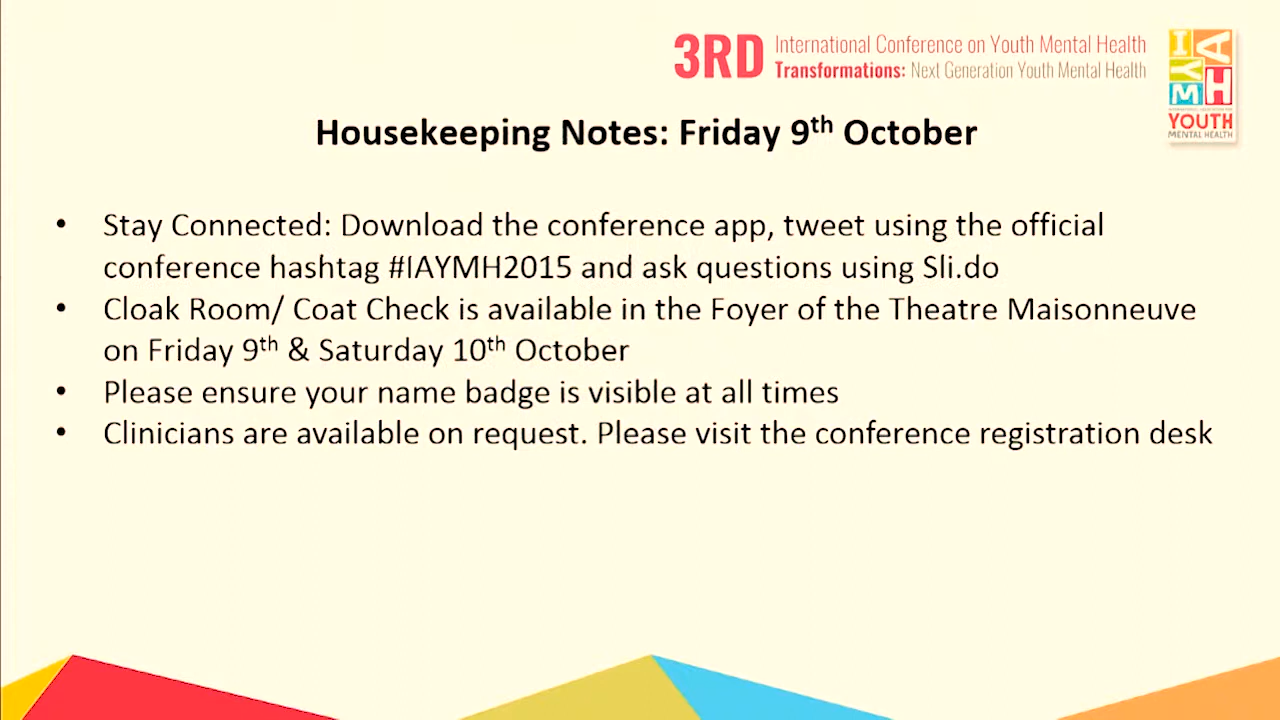 3RD International Conference on Youth Mental Health
Transformations: Next Generation Youth Mental Health
IAYMH
YOUTH
MENTAL HEALTH
Housekeeping Notes: Friday 9th October
• Stay Connected: Download the conference app, tweet using the official
conference hashtag #IAYMH2015 and ask questions using Sli.do
• Cloak Room/ Coat Check is available in the Foyer of the Theatre Maisonneuve
on Friday 9th & Saturday 10th October
• Please ensure your name badge is visible at all times
• Clinicians are available on request. Please visit the conference registration desk